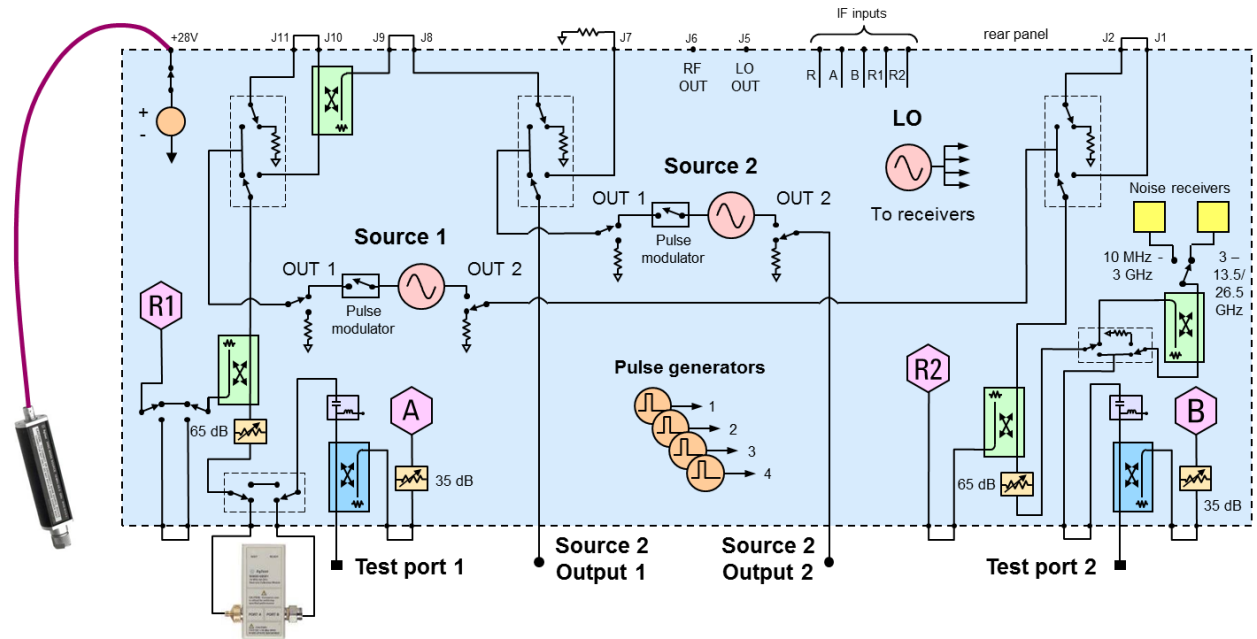 IF inputs
+28V
J11
J10
J9
J8
J7
J6
J5
rear panel
J2
J1
RF
OUT
LO
OUT
R
A
B
R1
R2
+
-
LO
Source 2
OUT 1
OUT 2
To receivers
Noise receivers
Pulse
modulator
10 MHz -
3 GHz
3 –
13.5/
26.5
GHz
Source 1
OUT 1
OUT 2
Pulse
modulator
R1
R2
Pulse generators
1
2
3
4
A
B
65 dB
35 dB
65 dB
35 dB
Test port 1
Source 2
Output 1
Source 2
Output 2
Test port 2
Agilent
PORT A
PORT B